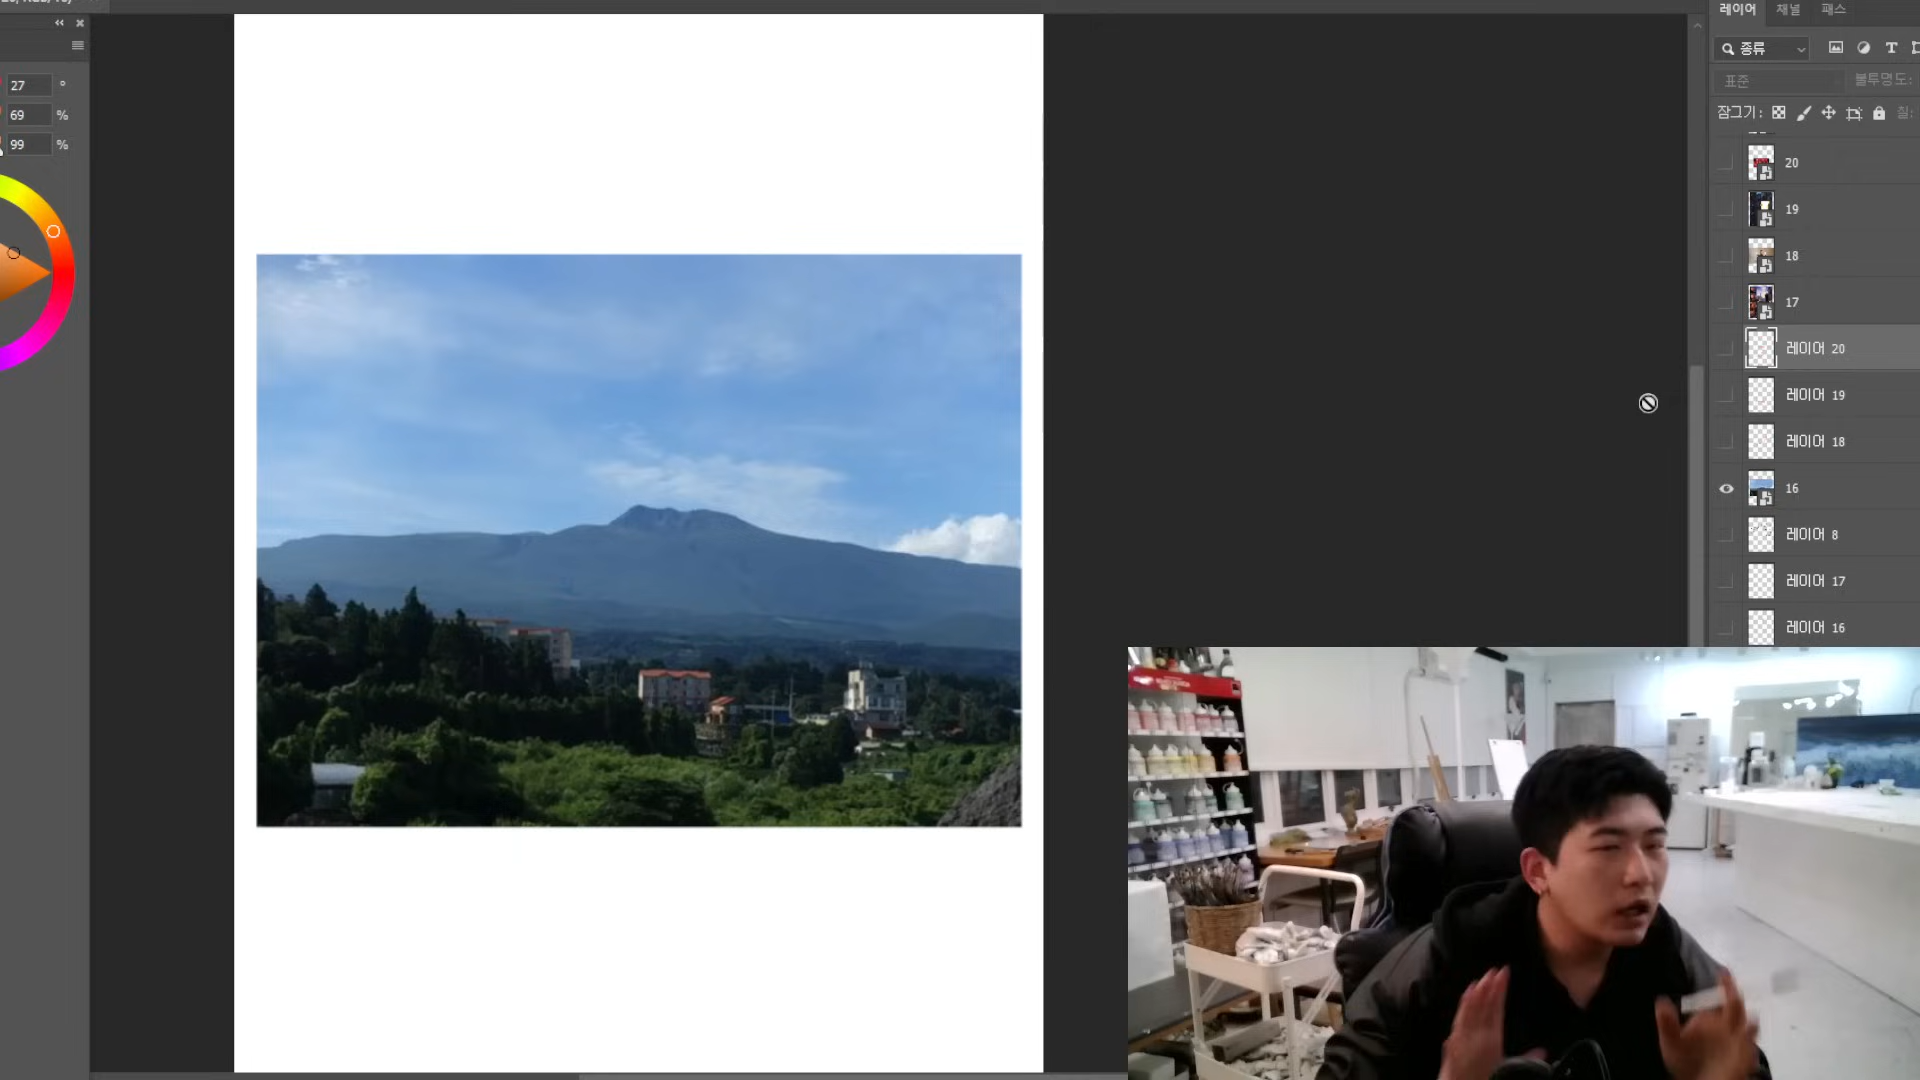 레이어 채널 패스
종류
표준 불투명도:
잠그기:
27 °
69 %
99 %
20
19
18
17
레이어 20
레이어 19
레이어 18
16
레이어 8
레이어 17
레이어 16